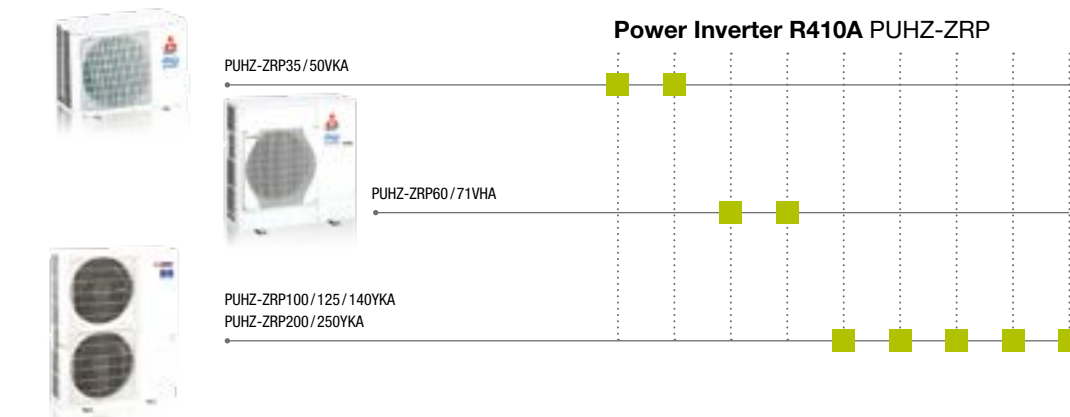 Power Inverter R410A PUHZ-ZRP
PUHZ-ZRP35/50VKA
PUHZ-ZRP60/71VHA
PUHZ-ZRP100/125/140YKA
PUHZ-ZRP200/250YKA